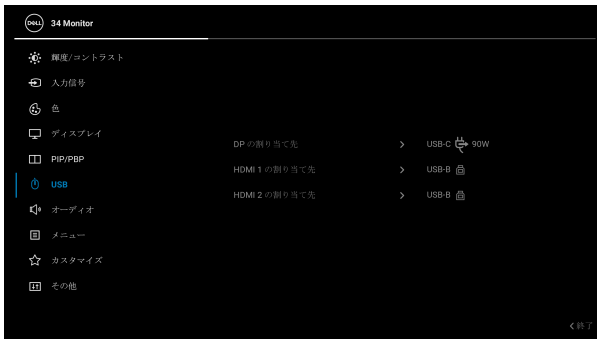 DELL 34 Monitor
輝度/コントラスト
入力信号
色
ディスプレイ
PIP/PBP
USB
オーディオ
メニュー
カスタマイズ
その他
DP の割り当て先 > USB-C 90W
HDMI 1 の割り当て先 > USB-B
HDMI 2 の割り当て先 > USB-B
<終了